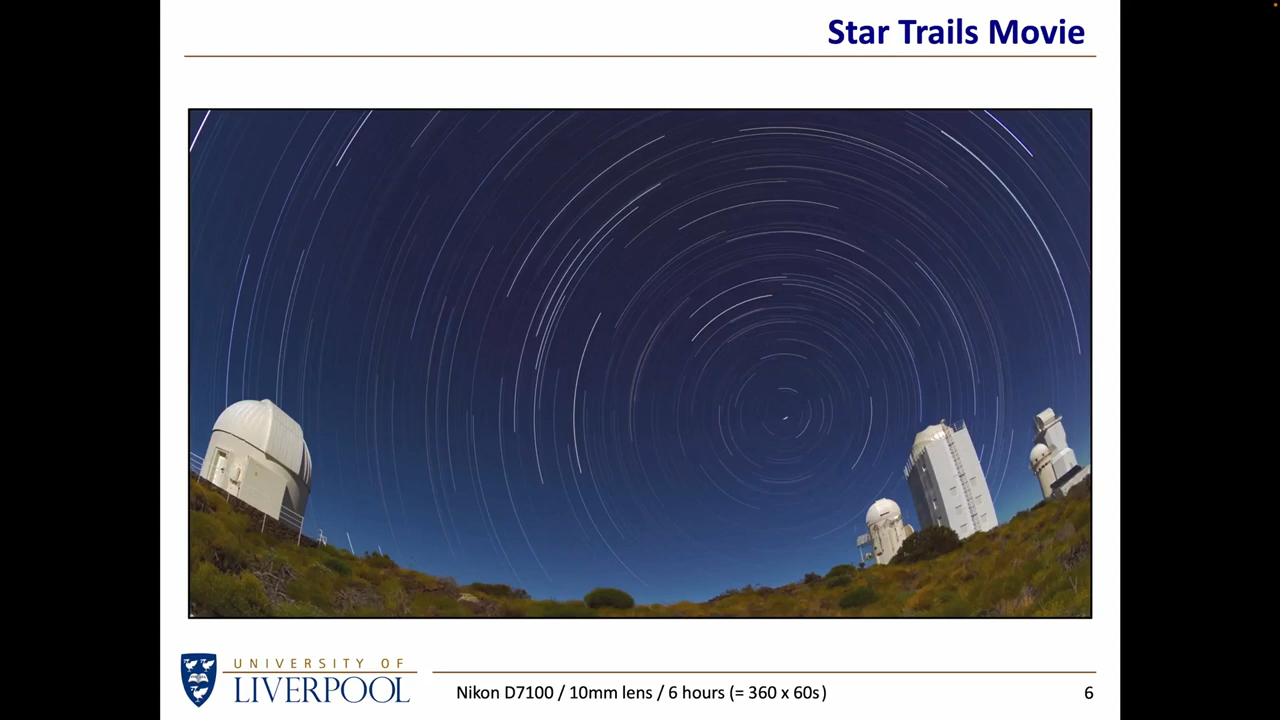 Star Trails Movie
UNIVERSITY OF
LIVERPOOL
Nikon D7100 / 10mm lens / 6 hours (= 360 x 60s)
6